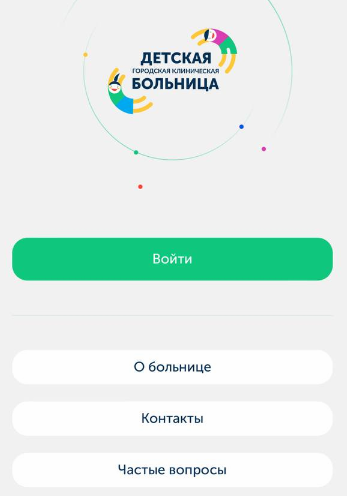 ДЕТСКАЯ
ГОРОДСКАЯ КЛИНИЧЕСКАЯ
БОЛЬНИЦА
Войти
О больнице
Контакты
Частые вопросы